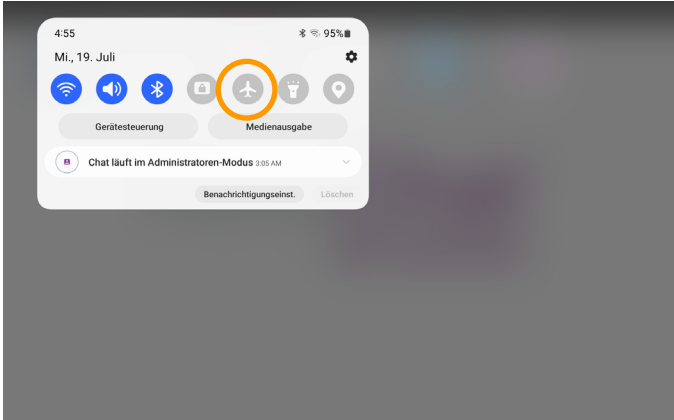 4:55 95%
Mi., 19. Juli
Gerätesteuerung Medienausgabe
Chat läuft im Administratoren-Modus 3:05 AM
Benachrichtigungseinst. Löschen